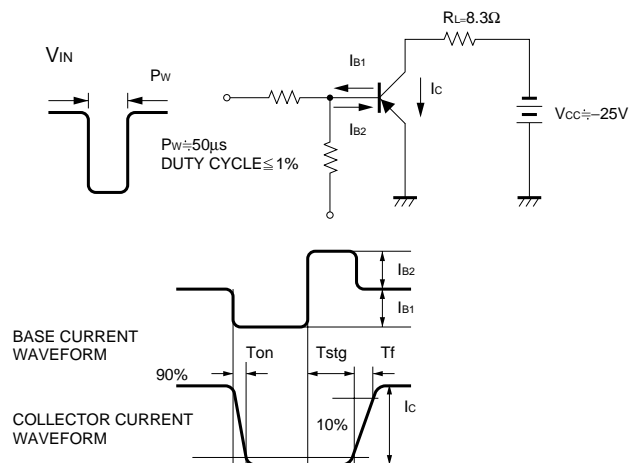 RL=8.3Ω
VIN
IB1
PW
IC
IB2
VCC≒−25V
PW≒50μs
DUTY CYCLE≦1%
IB2
IB1
BASE CURRENT
WAVEFORM
Ton
Tstg
Tf
90%
IC
COLLECTOR CURRENT
WAVEFORM
10%